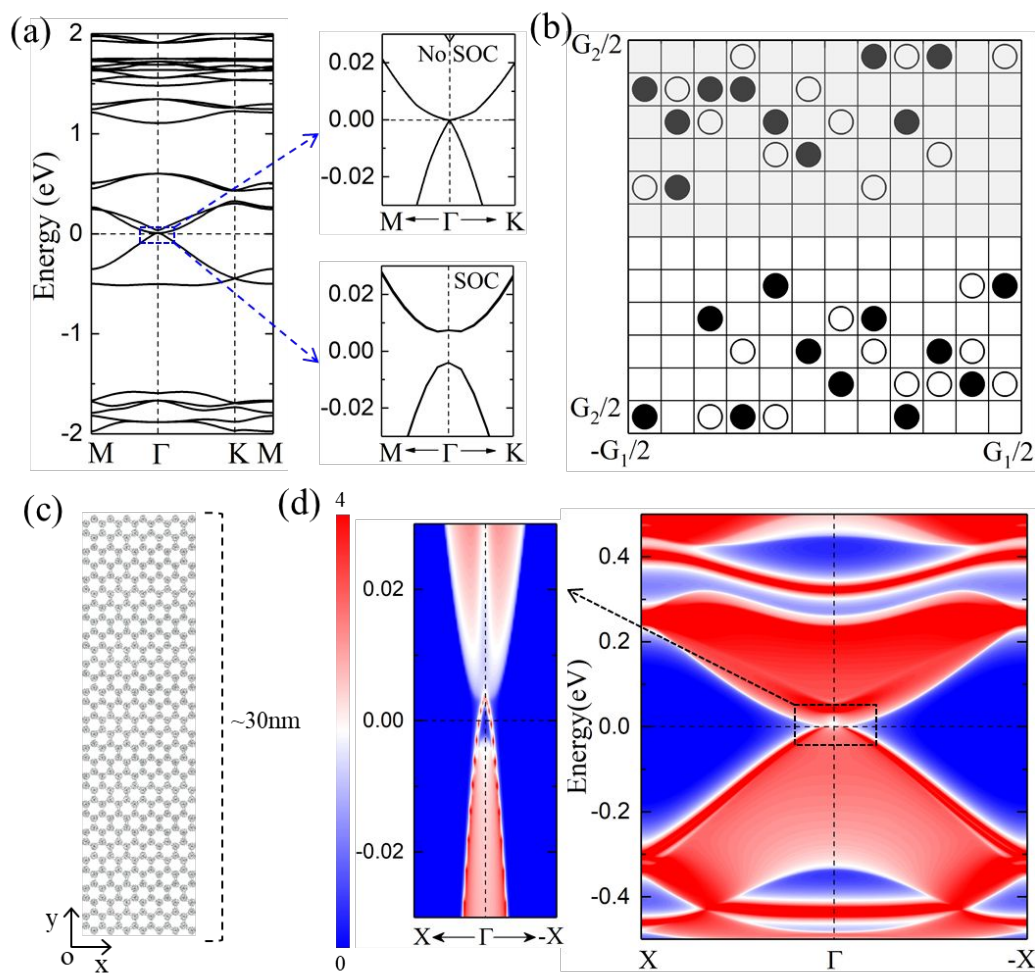 (a)
2
1
0
-1
-2
Energy (eV)
M Γ K M
No SOC
0.02
0.00
-0.02
M ← Γ → K
SOC
0.02
0.00
-0.02
M ← Γ → K
(b)
G₂/2
G₂/2
-G₁/2
G₁/2
(c)
~30nm
y
o
x
(d)
4
0
0.02
0.00
-0.02
X ← Γ → -X
Energy(eV)
0.4
0.2
0.0
-0.2
-0.4
X Γ -X